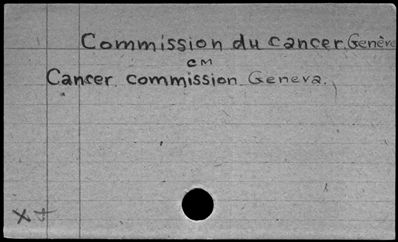 Commission du cancer, Genève
CM
Cancer commission Geneva.